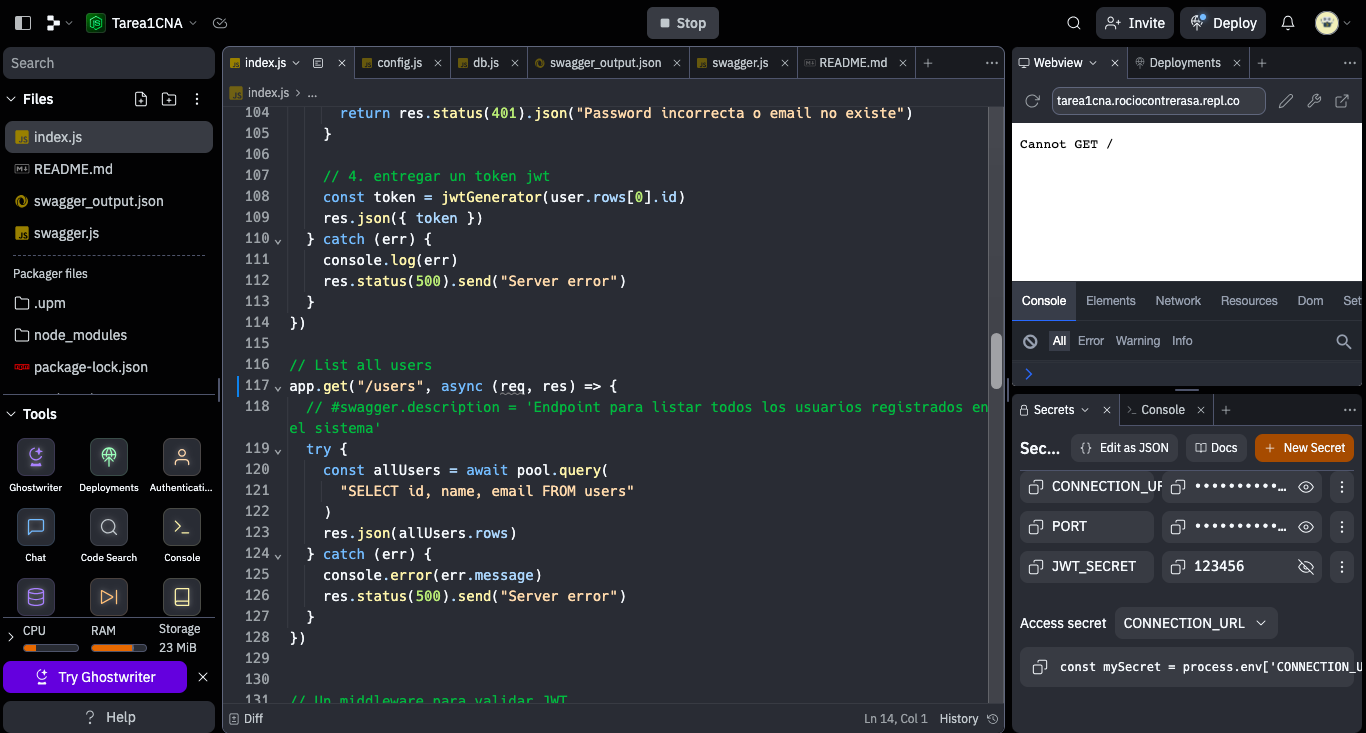 Tarea1CNA
Stop
Invite
Deploy
Search
Files
index.js
README.md
swagger_output.json
swagger.js
Packager files
.upm
node_modules
package-lock.json
Tools
Ghostwriter
Deployments
Authenticati...
Chat
Code Search
Console
CPU
RAM
Storage
23 MiB
Try Ghostwriter
Help
index.js
config.js
db.js
swagger_output.json
swagger.js
README.md
index.js > ...
104 return res.status(401).json("Password incorrecta o email no existe")
105 }
106
107 // 4. entregar un token jwt
108 const token = jwtGenerator(user.rows[0].id)
109 res.json({ token })
110 } catch (err) {
111 console.log(err)
112 res.status(500).send("Server error")
113 }
114 })
115
116 // List all users
117 app.get("/users", async (req, res) => {
118 // #swagger.description = 'Endpoint para listar todos los usuarios registrados en
el sistema'
119 try {
120 const allUsers = await pool.query(
121 "SELECT id, name, email FROM users"
122 )
123 res.json(allUsers.rows)
124 } catch (err) {
125 console.error(err.message)
126 res.status(500).send("Server error")
127 }
128 })
129
130
131 // Un middleware para validar JWT
Diff
Ln 14, Col 1
History
Webview
Deployments
tarea1cna.rociocontrerasa.repl.co
Cannot GET /
Console Elements Network Resources Dom Set
All Error Warning Info
Secrets
Console
Sec...
{} Edit as JSON
Docs
+ New Secret
CONNECTION_UR
••••••••••...
PORT
••••••••••...
JWT_SECRET
123456
Access secret
CONNECTION_URL
const mySecret = process.env['CONNECTION_U